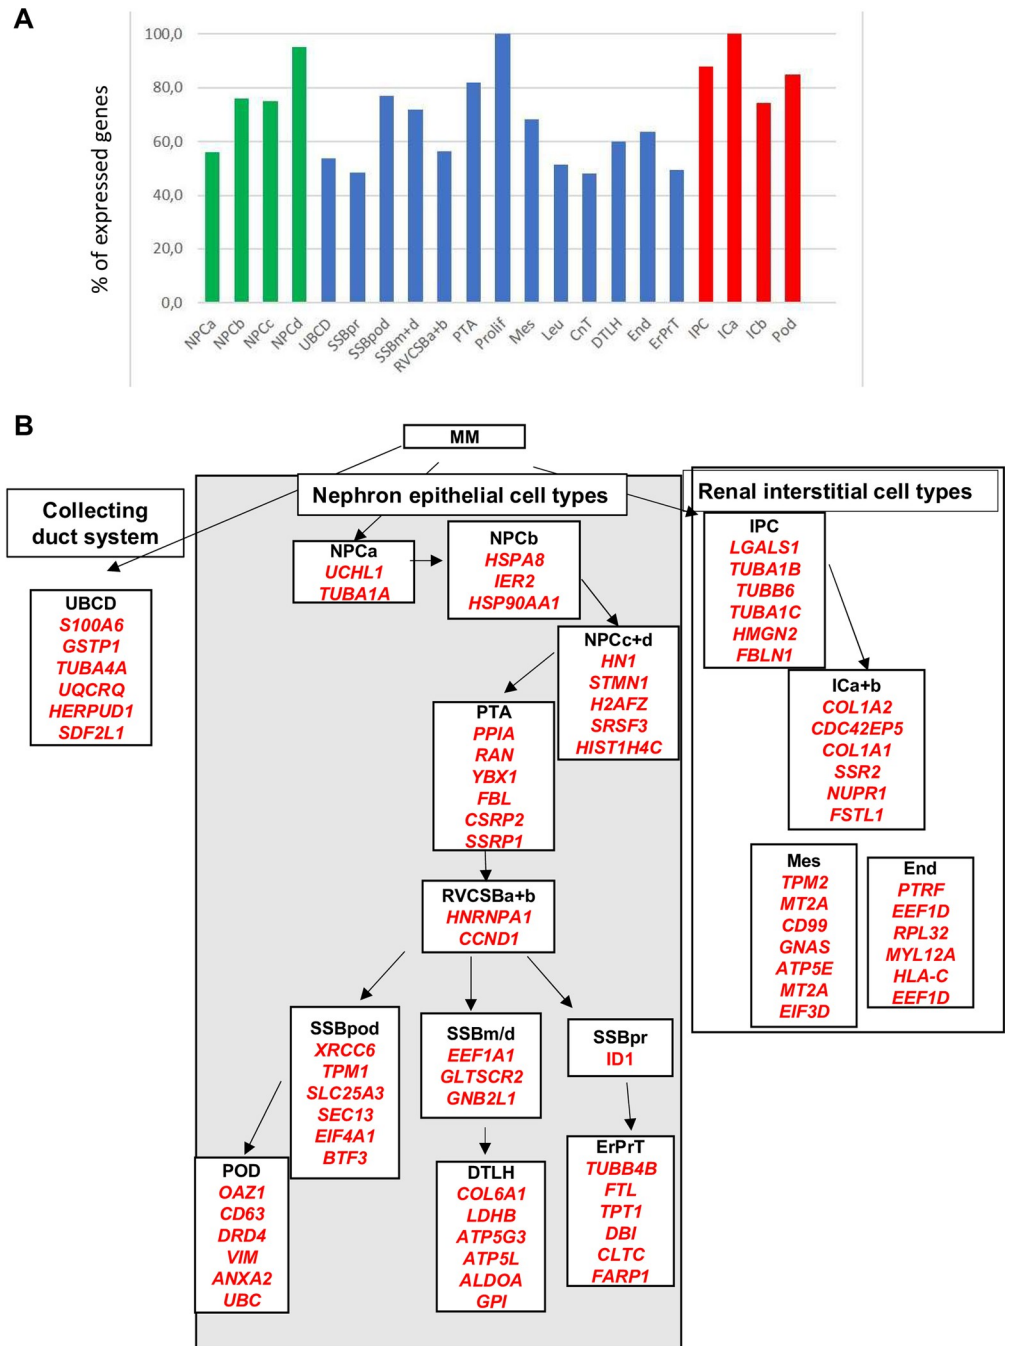 A
% of expressed genes
100,0
80,0
60,0
40,0
20,0
0,0
NPCa
NPCb
NPCc
NPCd
UBCD
SSBpr
SSBpod
SSBm+d
RVCSBa+b
PTA
Prolif
Mes
Leu
CnT
DTLH
End
ErPrT
IPC
ICa
ICb
Pod
B
MM
Collecting
duct system
Nephron epithelial cell types
Renal interstitial cell types
UBCD
S100A6
GSTP1
TUBA4A
UQCRQ
HERPUD1
SDF2L1
NPCa
UCHL1
TUBA1A
NPCb
HSPA8
IER2
HSP90AA1
NPCc+d
HN1
STMN1
H2AFZ
SRSF3
HIST1H4C
PTA
PPIA
RAN
YBX1
FBL
CSRP2
SSRP1
RVCSBa+b
HNRNPA1
CCND1
SSBpod
XRCC6
TPM1
SLC25A3
SEC13
EIF4A1
BTF3
SSBm/d
EEF1A1
GLTSCR2
GNB2L1
SSBpr
ID1
POD
OAZ1
CD63
DRD4
VIM
ANXA2
UBC
DTLH
COL6A1
LDHB
ATP5G3
ATP5L
ALDOA
GPI
ErPrT
TUBB4B
FTL
TPT1
DBI
CLTC
FARP1
IPC
LGALS1
TUBA1B
TUBB6
TUBA1C
HMGN2
FBLN1
ICa+b
COL1A2
CDC42EP5
COL1A1
SSR2
NUPR1
FSTL1
Mes
TPM2
MT2A
CD99
GNAS
ATP5E
MT2A
EIF3D
End
PTRF
EEF1D
RPL32
MYL12A
HLA-C
EEF1D